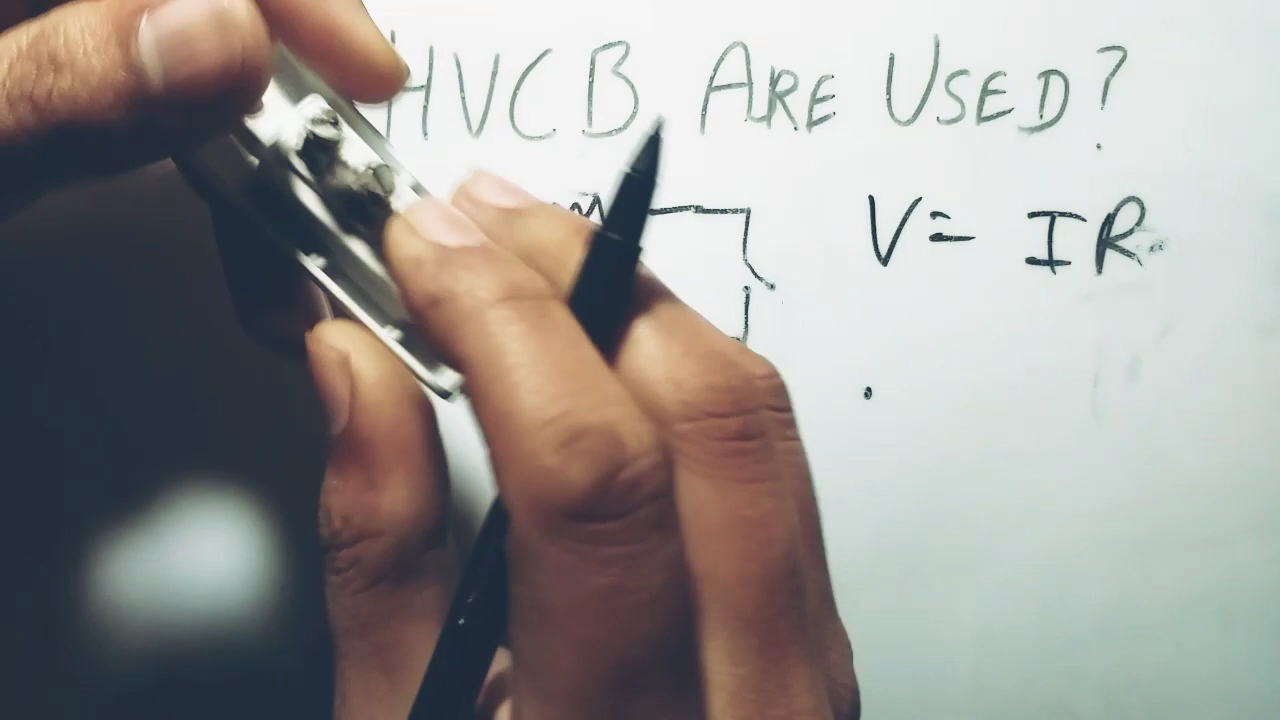 HVCB ARE USED?
V = IR